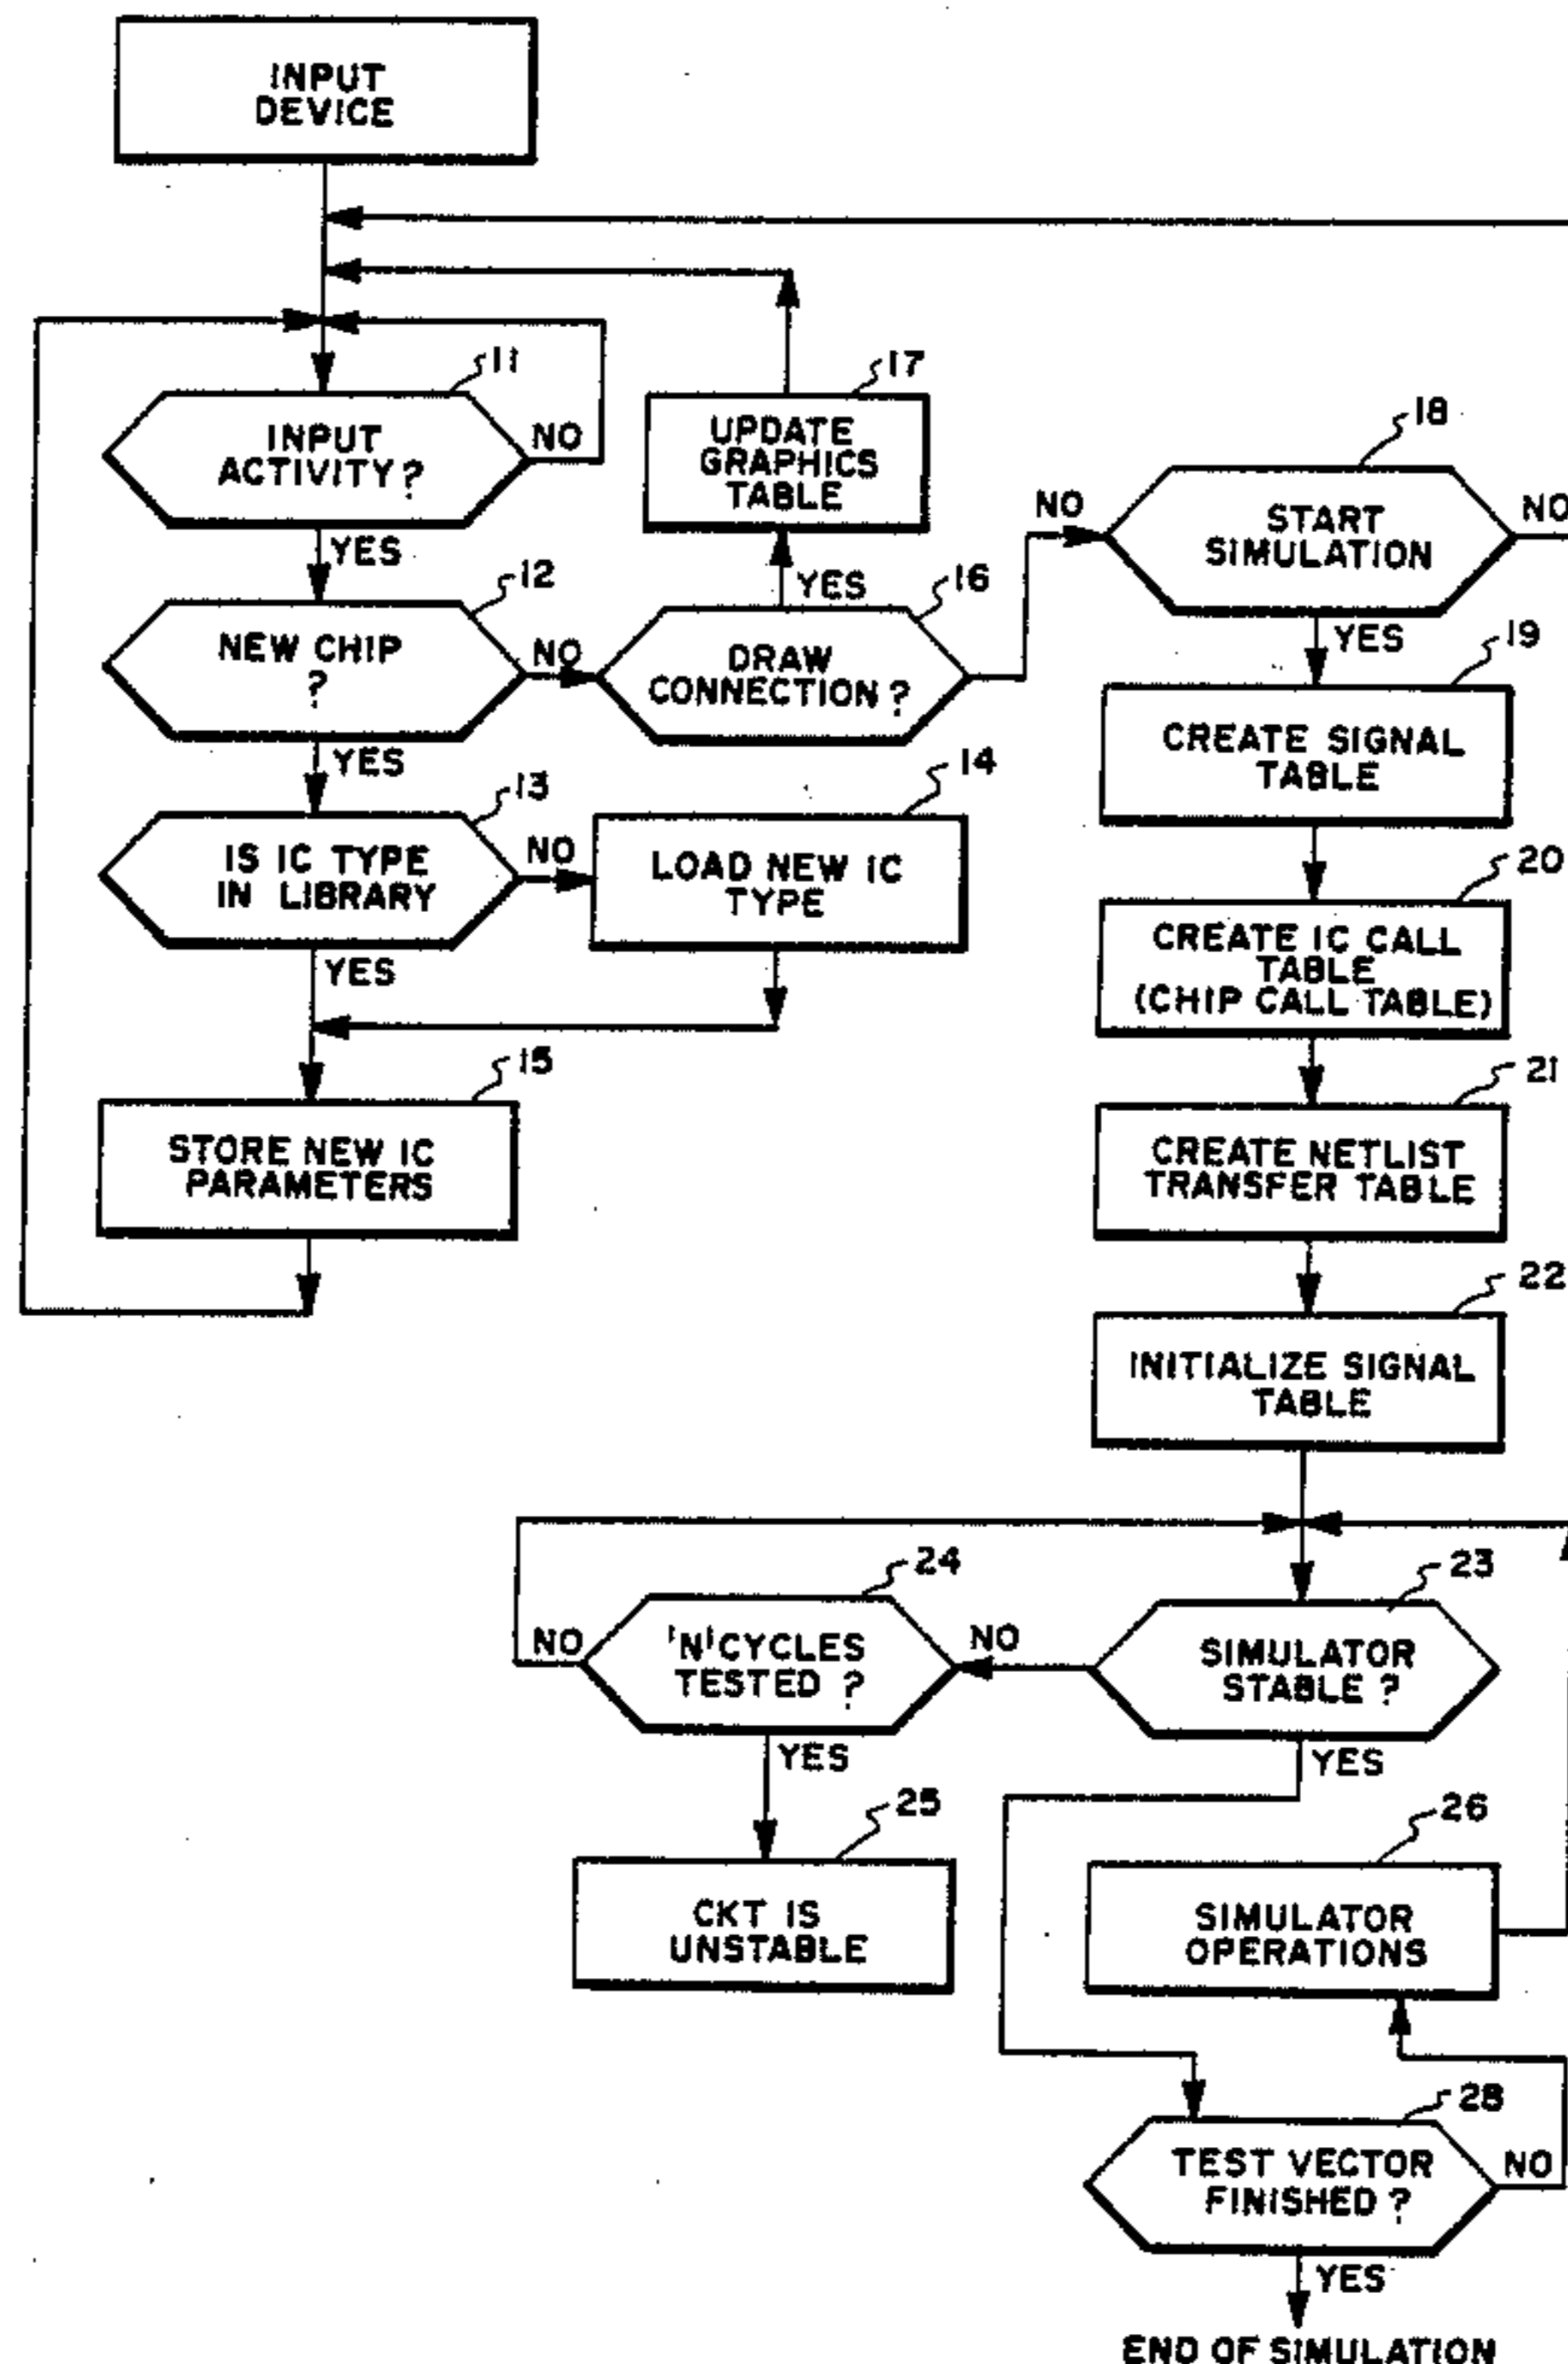 INPUT
DEVICE
11
INPUT
ACTIVITY?
NO
YES
17
UPDATE
GRAPHICS
TABLE
YES
12
NEW CHIP
?
NO
YES
16
DRAW
CONNECTION?
NO
18
START
SIMULATION
NO
YES
13
IS IC TYPE
IN LIBRARY
NO
YES
14
LOAD NEW IC
TYPE
15
STORE NEW IC
PARAMETERS
19
CREATE SIGNAL
TABLE
20
CREATE IC CALL
TABLE
(CHIP CALL TABLE)
21
CREATE NETLIST
TRANSFER TABLE
22
INITIALIZE SIGNAL
TABLE
23
SIMULATOR
STABLE ?
NO
YES
24
'N' CYCLES
TESTED ?
NO
YES
25
CKT IS
UNSTABLE
26
SIMULATOR
OPERATIONS
28
TEST VECTOR
FINISHED ?
NO
YES
END OF SIMULATION